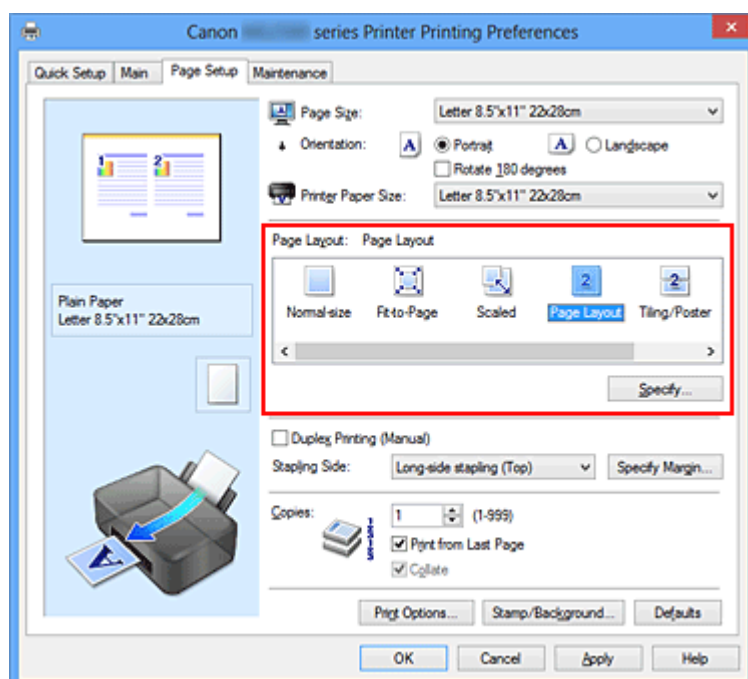 Canon series Printer Printing Preferences
Quick Setup Main Page Setup Maintenance
Page Size: Letter 8.5"x11" 22x28cm
Orientation: A Portrait A Landscape
Rotate 180 degrees
Printer Paper Size: Letter 8.5"x11" 22x28cm
1 2
Page Layout: Page Layout
2 2
Normal-size Fit-to-Page Scaled Page Layout Tiling/Poster
Plain Paper
Letter 8.5"x11" 22x28cm
Specify...
Duplex Printing (Manual)
Stapling Side: Long-side stapling (Top) Specify Margin...
Copies: 1 (1-999)
Print from Last Page
Collate
A
Print Options... Stamp/Background... Defaults
OK Cancel Apply Help